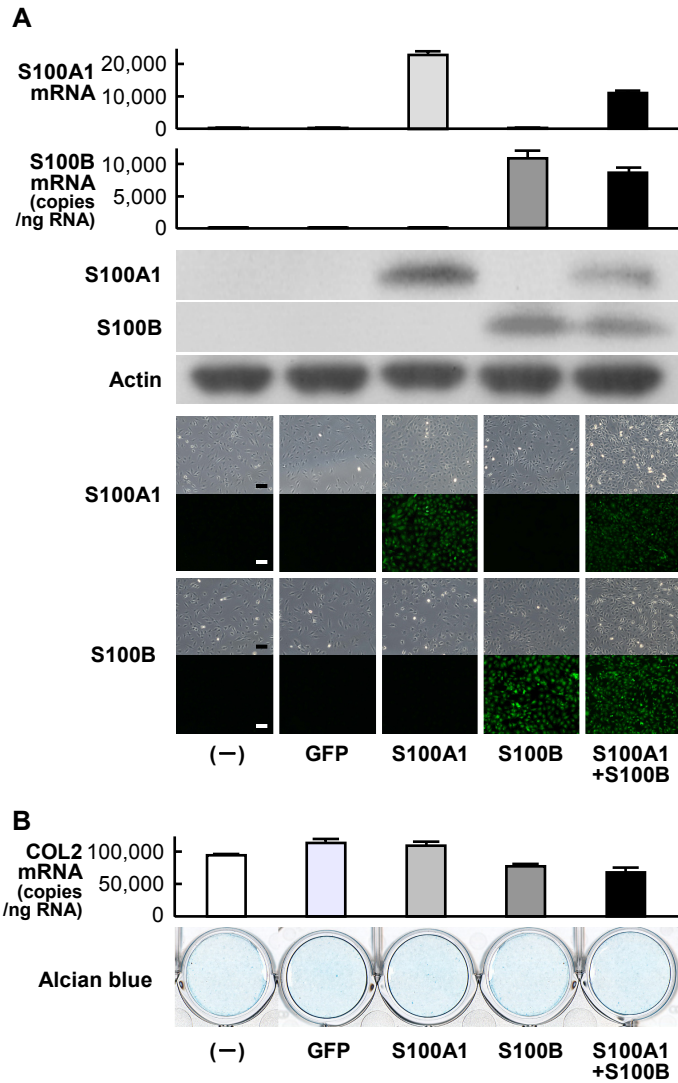 A
S100A1
mRNA
20,000
10,000
0
S100B
mRNA
(copies
/ng RNA)
10,000
5,000
0
S100A1
S100B
Actin
S100A1
S100B
(−) GFP S100A1 S100B S100A1
+S100B
B
COL2
mRNA
(copies
/ng RNA)
100,000
50,000
0
Alcian blue
(−) GFP S100A1 S100B S100A1
+S100B